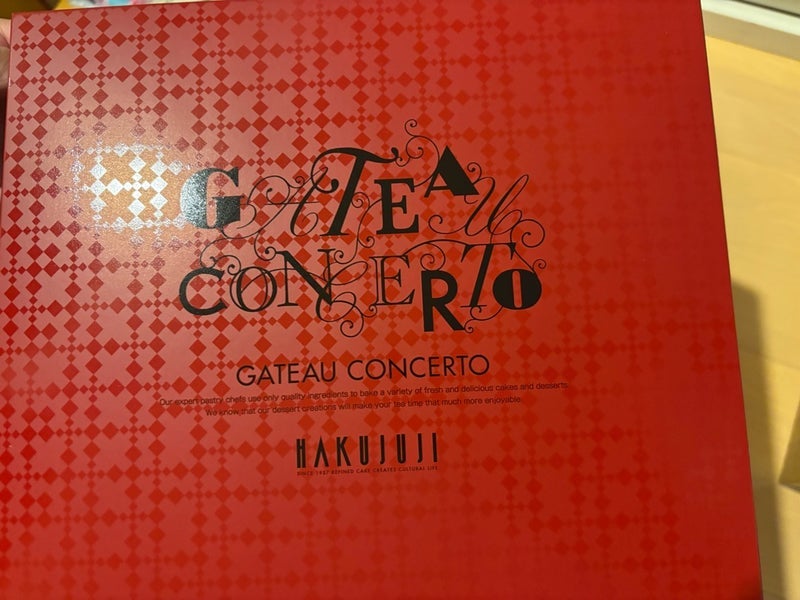 GATEAU
CONCERTO
GATEAU CONCERTO
Our expert pastry chefs use only quality ingredients to bake a variety of fresh and delicious cakes and desserts.
We know that our dessert creations will make your tea time that much more enjoyable.
HAKUJUJI
SINCE 1937 REFINED CAKE CREATES CULTURAL LIFE